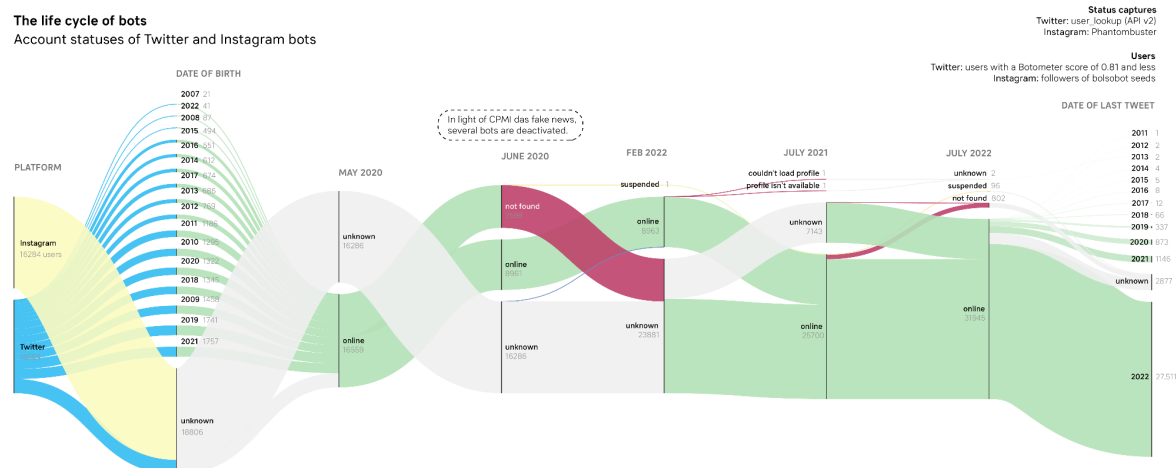 The life cycle of bots
Account statuses of Twitter and Instagram bots
Status captures
Twitter: user_lookup (API v2)
Instagram: Phantombuster
Users
Twitter: users with a Botometer score of 0.81 and less
Instagram: followers of bolsobot seeds
PLATFORM
Instagram
16284 users
Twitter
DATE OF BIRTH
2007 21
2022 41
2008 87
2015 494
2016 551
2014 612
2017 674
2013 685
2012 769
2011 1186
2010 1295
2020 1322
2018 1345
2009 1458
2019 1741
2021 1757
unknown
18806
MAY 2020
unknown
16286
online
16559
In light of CPMI das fake news,
several bots are deactivated.
JUNE 2020
not found
online
8961
unknown
16286
FEB 2022
suspended 1
online
8963
unknown
23881
JULY 2021
couldn't load profile 1
profile isn't available 1
unknown
7143
online
25700
JULY 2022
unknown 2
suspended 96
not found 802
online
31945
DATE OF LAST TWEET
2011 1
2012 2
2013 2
2014 4
2015 5
2016 8
2017 12
2018 66
2019 337
2020 873
2021 1146
unknown 2877
2022 27,511